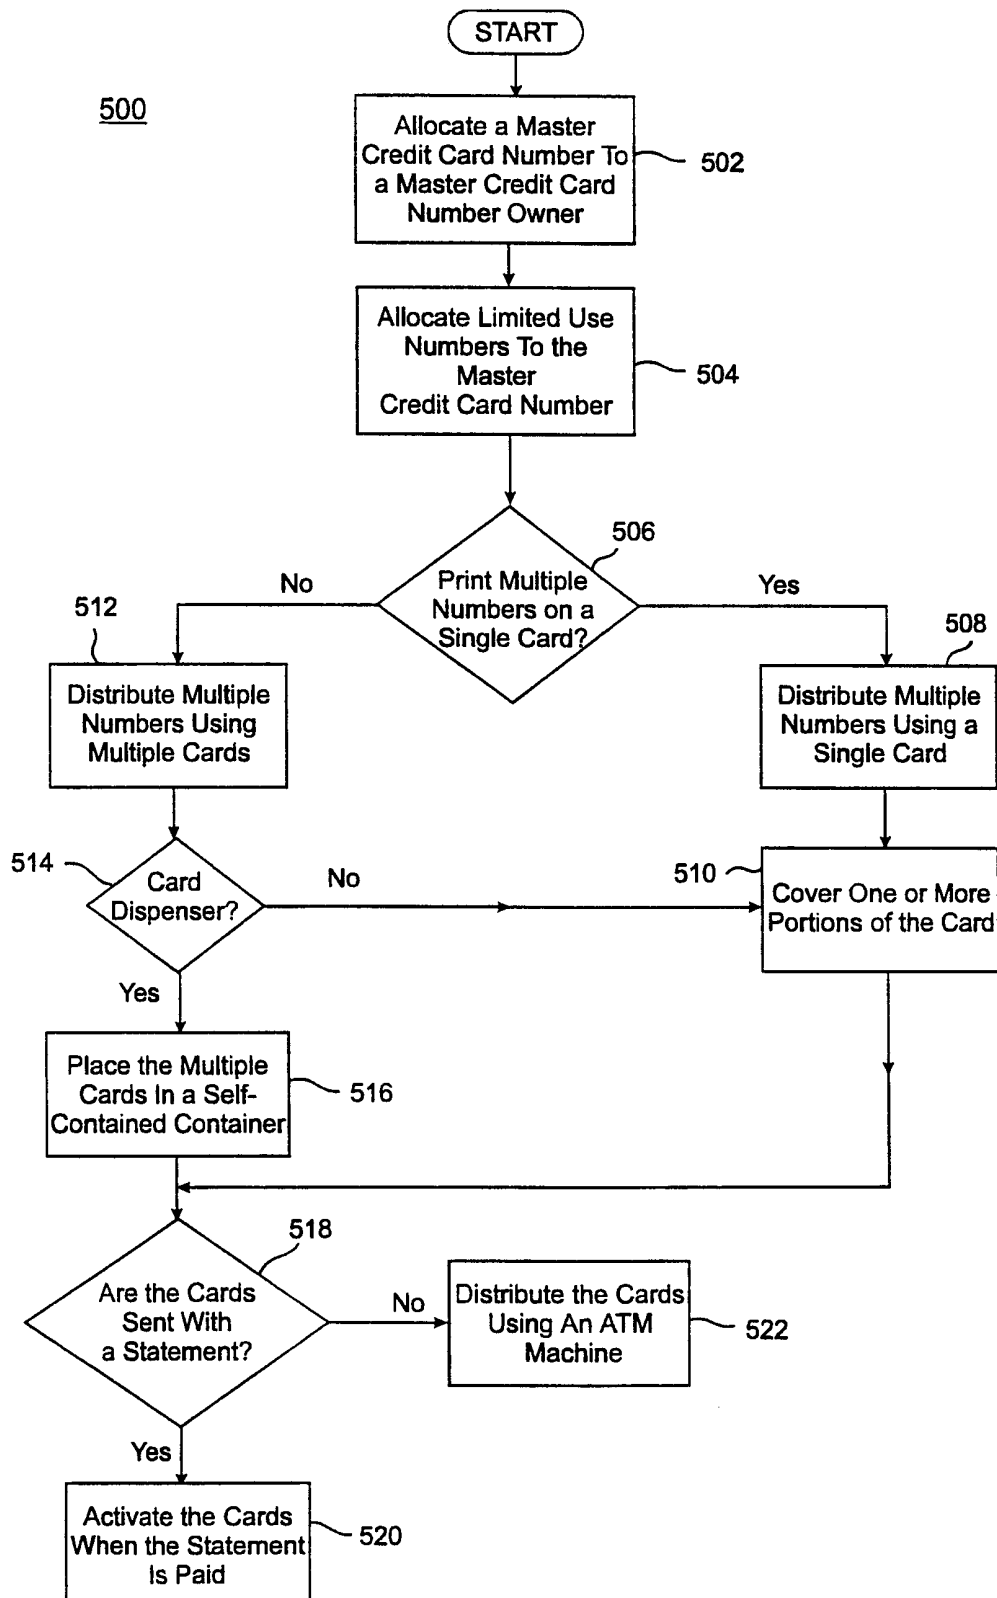 START
500
Allocate a Master
Credit Card Number To
a Master Credit Card
Number Owner
502
Allocate Limited Use
Numbers To the
Master
Credit Card Number
504
506
Print Multiple
Numbers on a
Single Card?
No
Yes
512
508
Distribute Multiple
Numbers Using
Multiple Cards
Distribute Multiple
Numbers Using a
Single Card
514
Card
Dispenser?
No
510
Cover One or More
Portions of the Card
Yes
Place the Multiple
Cards In a Self-
Contained Container
516
518
Are the Cards
Sent With
a Statement?
No
Distribute the Cards
Using An ATM
Machine
522
Yes
Activate the Cards
When the Statement
Is Paid
520